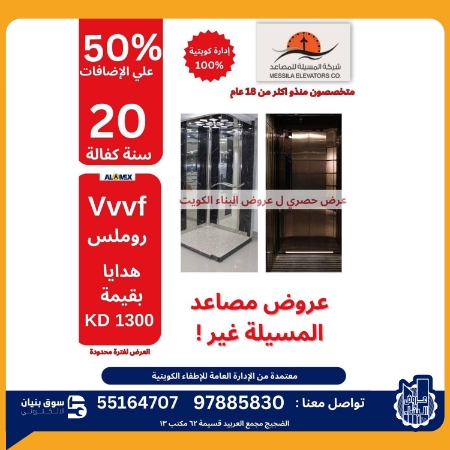 50%
علي الإضافات
إدارة كويتية
100%
شركة المسيلة للمصاعد
MESSILA ELEVATORS CO.
متخصصون منذو اكثر من 18 عام
20
سنة كفالة
ALAMEX
Vvvf
روملس
هدايا
بقيمة
KD 1300
العرض لفترة محدودة
عرض حصري ل عروض البناء الكويت
عروض مصاعد
المسيلة غير !
معتمدة من الإدارة العامة للإطفاء الكويتية
تواصل معنا : 97885830 55164707
الضجيج مجمع العربيد قسيمة ٦٢ مكتب ١٣
سوق بنيان
الإلكتروني